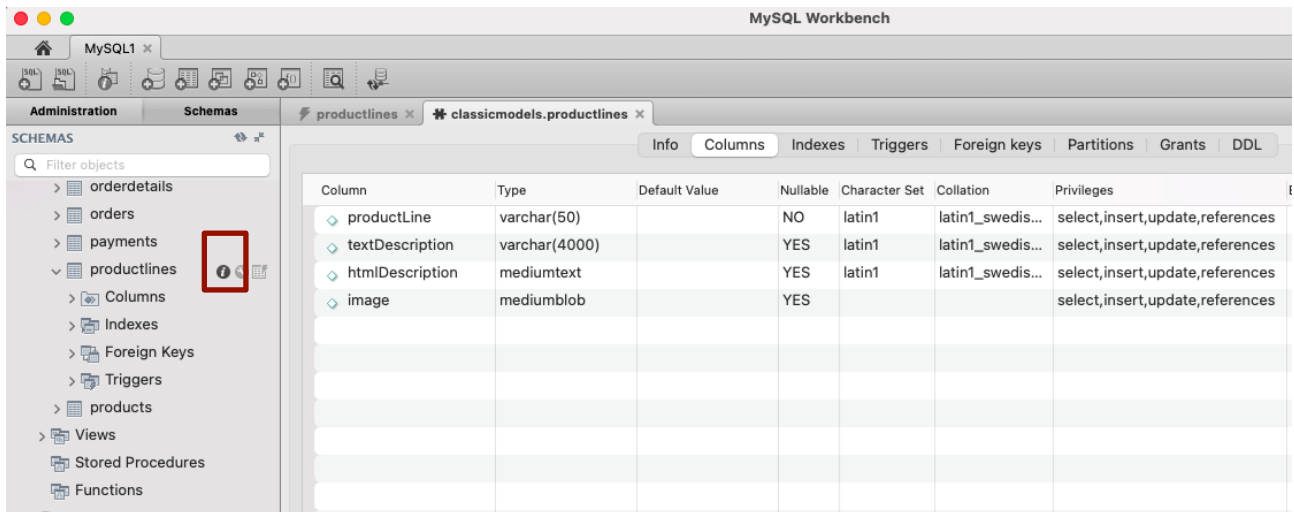 MySQL Workbench
MySQL1 ×
SQL SQL
Administration Schemas
productlines × classicmodels.productlines ×
SCHEMAS
Info Columns Indexes Triggers Foreign keys Partitions Grants DDL
Filter objects
orderdetails
orders
payments
productlines
Columns
Indexes
Foreign Keys
Triggers
products
Views
Stored Procedures
Functions
Column Type Default Value Nullable Character Set Collation Privileges
productLine varchar(50) NO latin1 latin1_swedis... select,insert,update,references
textDescription varchar(4000) YES latin1 latin1_swedis... select,insert,update,references
htmlDescription mediumtext YES latin1 latin1_swedis... select,insert,update,references
image mediumblob YES select,insert,update,references